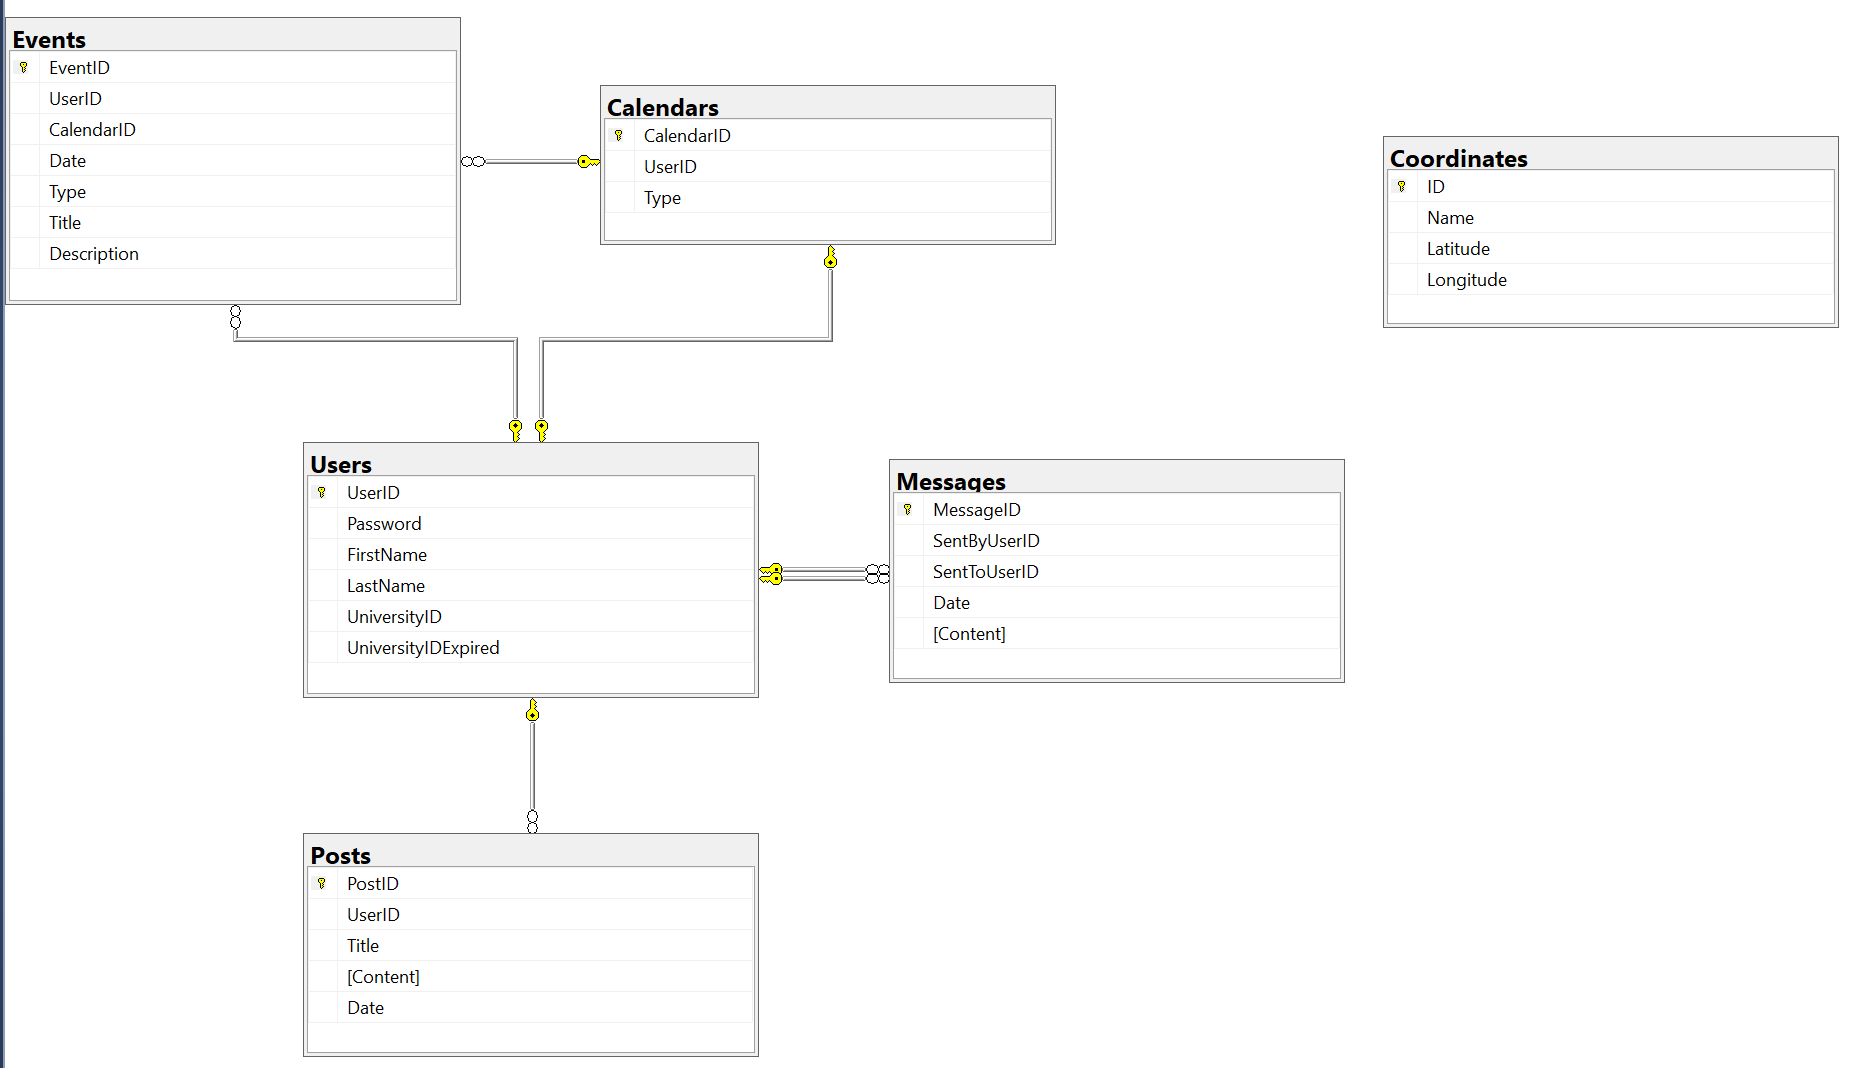 Events
EventID
UserID
CalendarID
Date
Type
Title
Description
Calendars
CalendarID
UserID
Type
Coordinates
ID
Name
Latitude
Longitude
Users
UserID
Password
FirstName
LastName
UniversityID
UniversityIDExpired
Messages
MessageID
SentByUserID
SentToUserID
Date
[Content]
Posts
PostID
UserID
Title
[Content]
Date